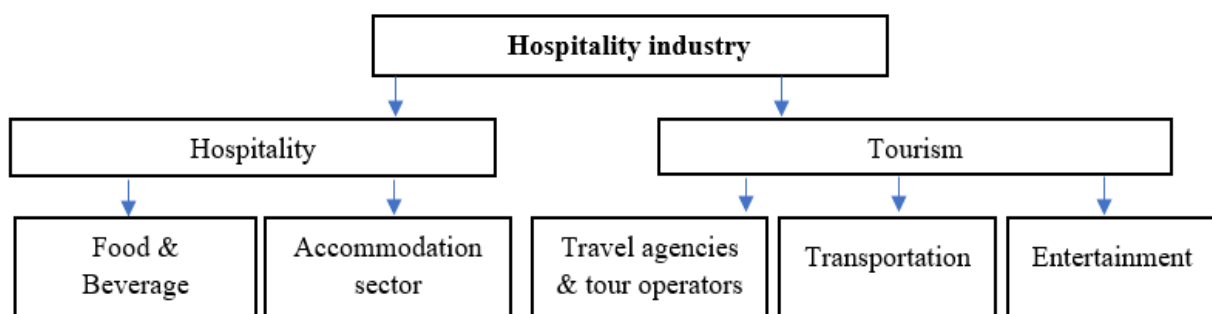 Hospitality industry
Hospitality
Tourism
Food &
Beverage
Accommodation
sector
Travel agencies
& tour operators
Transportation
Entertainment